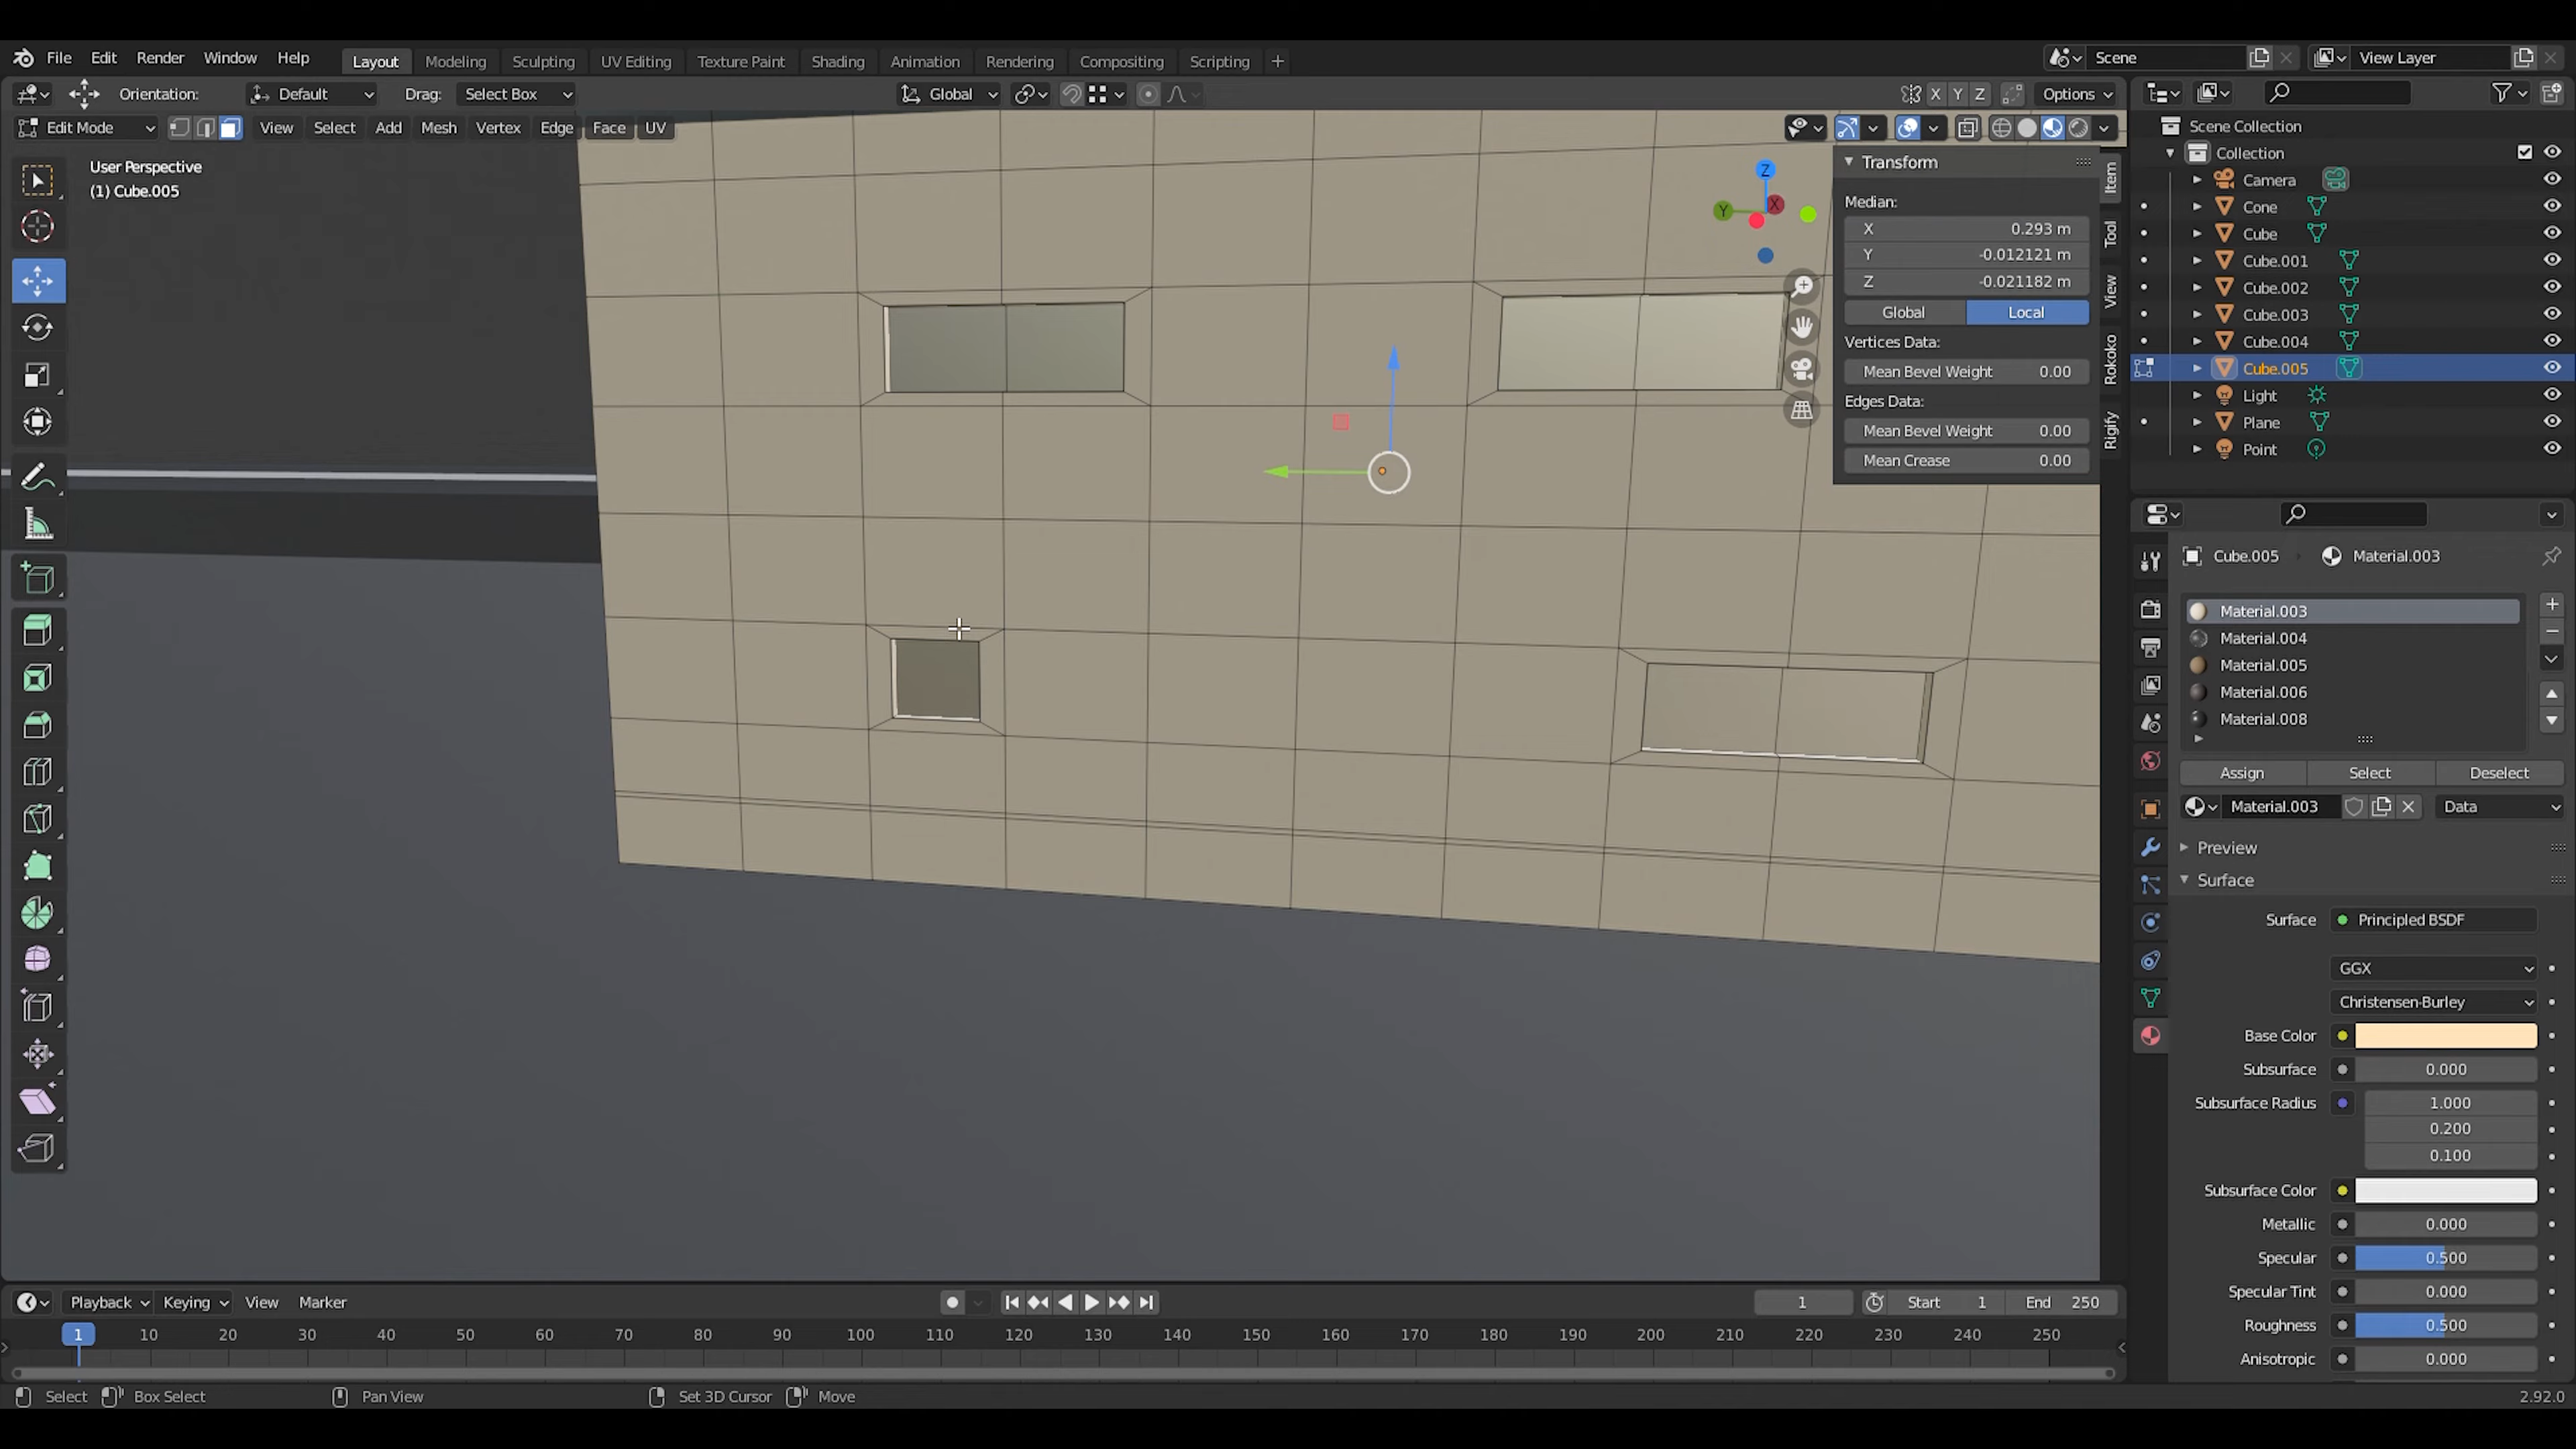 File Edit Render Window Help Layout Modeling Sculpting UV Editing Texture Paint Shading Animation Rendering Compositing Scripting + Scene View Layer
Orientation: Default Drag: Select Box Global X Y Z Options
Edit Mode View Select Add Mesh Vertex Edge Face UV
User Perspective
(1) Cube.005
Z
Y
X
Transform
Median:
X 0.293 m
Y -0.012121 m
Z -0.021182 m
Global Local
Vertices Data:
Mean Bevel Weight 0.00
Edges Data:
Mean Bevel Weight 0.00
Mean Crease 0.00
Item
Tool
View
Rokoko
Rigify
Scene Collection
Collection
Camera
Cone
Cube
Cube.001
Cube.002
Cube.003
Cube.004
Cube.005
Light
Plane
Point
Cube.005 Material.003
Material.003
Material.004
Material.005
Material.006
Material.008
Assign Select Deselect
Material.003 Data
Preview
Surface
Surface Principled BSDF
GGX
Christensen-Burley
Base Color
Subsurface 0.000
Subsurface Radius 1.000
0.200
0.100
Subsurface Color
Metallic 0.000
Specular 0.500
Specular Tint 0.000
Roughness 0.500
Anisotropic 0.000
Playback Keying View Marker 1 Start 1 End 250
1 10 20 30 40 50 60 70 80 90 100 110 120 130 140 150 160 170 180 190 200 210 220 230 240 250
Select Box Select Pan View Set 3D Cursor Move 2.92.0